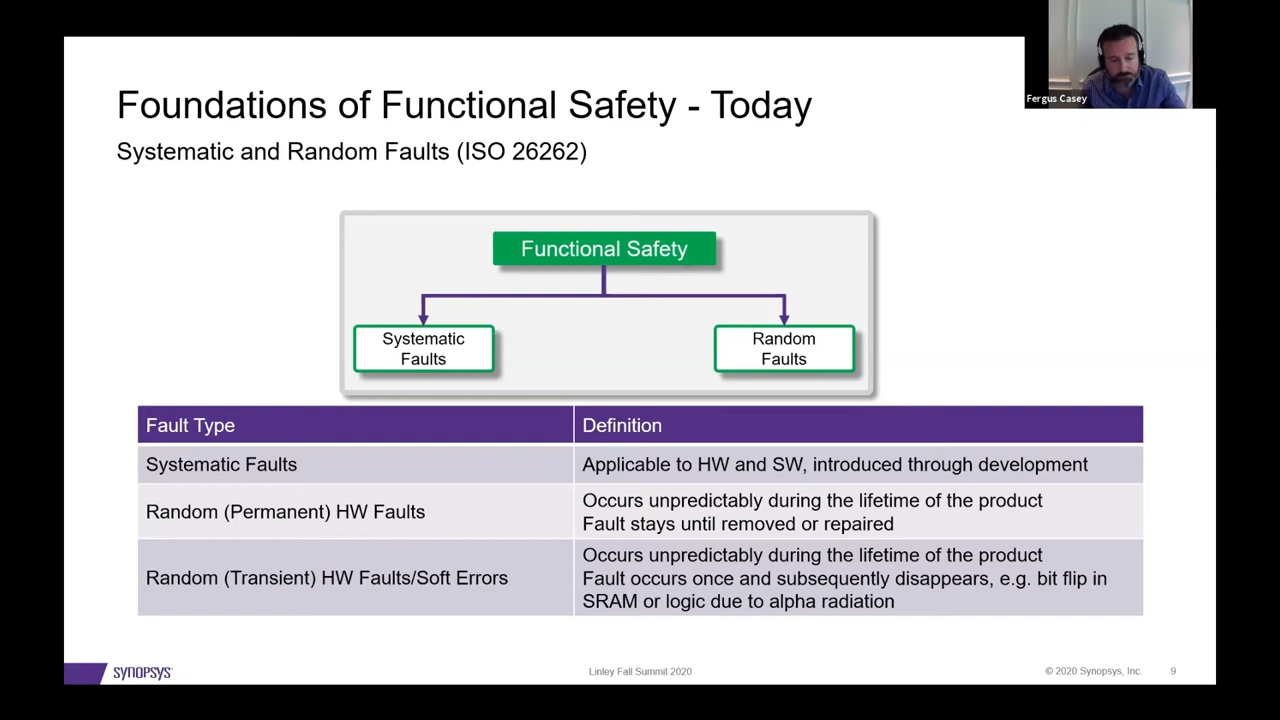 Fergus Casey
Foundations of Functional Safety - Today
Systematic and Random Faults (ISO 26262)
Functional Safety
Systematic
Faults
Random
Faults
Fault Type
Definition
Systematic Faults
Applicable to HW and SW, introduced through development
Random (Permanent) HW Faults
Occurs unpredictably during the lifetime of the product
Fault stays until removed or repaired
Random (Transient) HW Faults/Soft Errors
Occurs unpredictably during the lifetime of the product
Fault occurs once and subsequently disappears, e.g. bit flip in
SRAM or logic due to alpha radiation
SYNOPSYS
Linley Fall Summit 2020
© 2020 Synopsys, Inc.
9